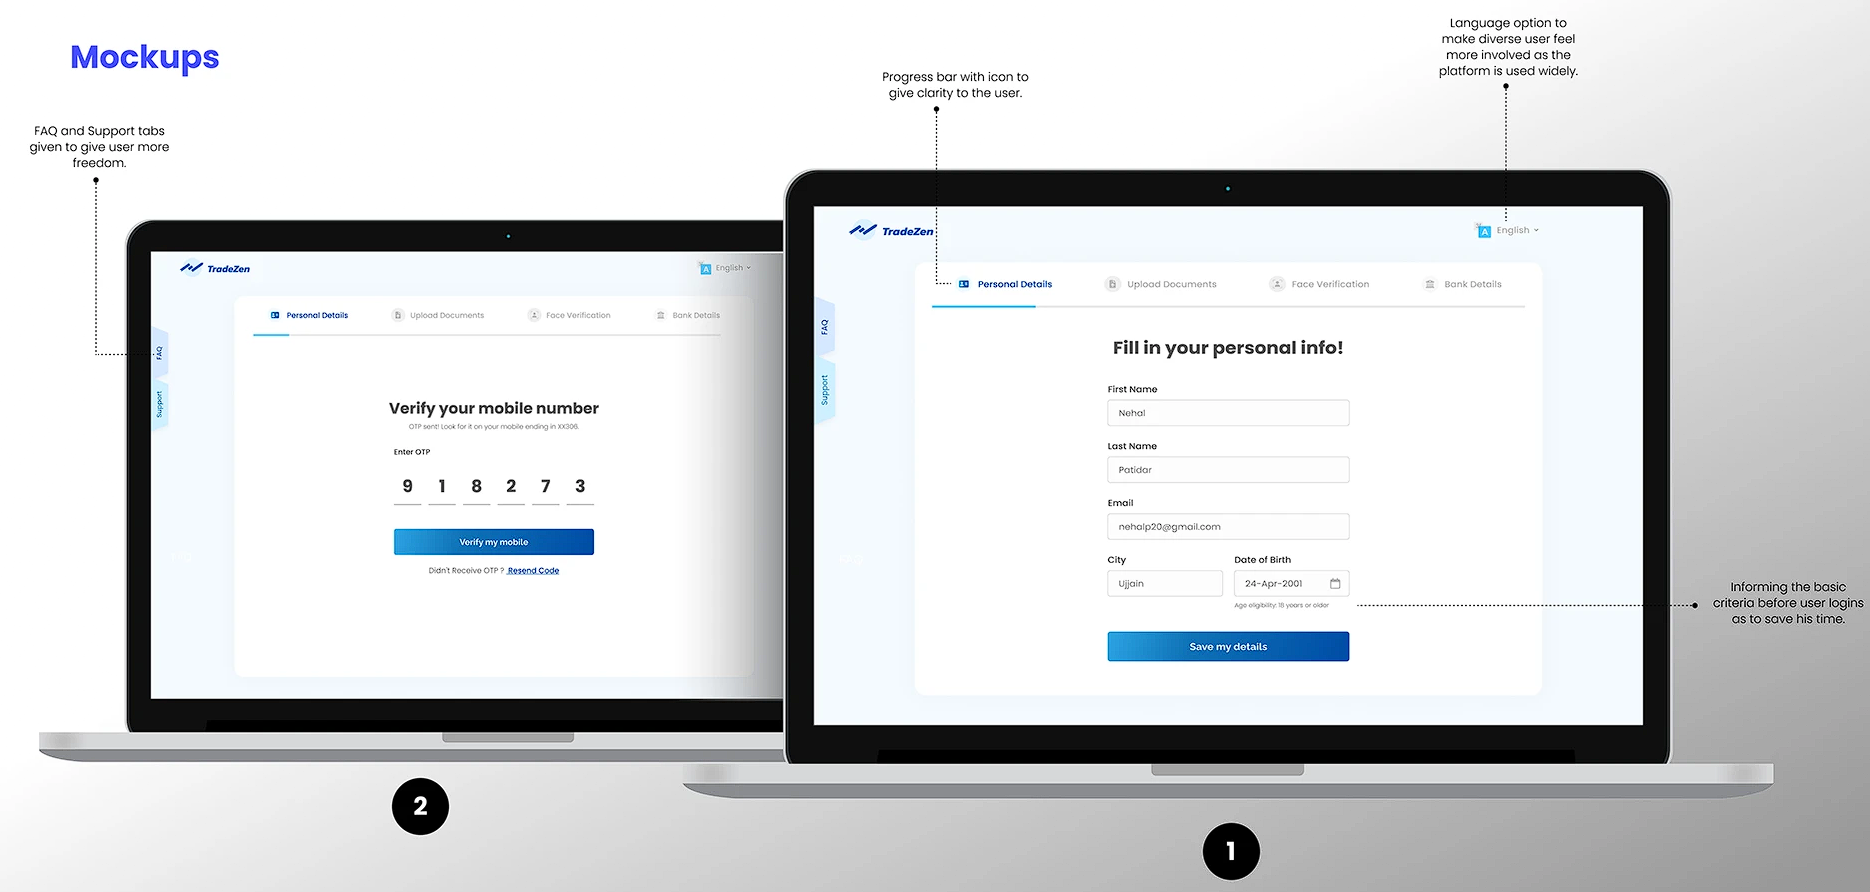 Mockups
FAQ and Support tabs
given to give user more
freedom.
Progress bar with icon to
give clarity to the user.
Language option to
make diverse user feel
more involved as the
platform is used widely.
TradeZen
English
Personal Details
Upload Documents
Face Verification
Bank Details
FAQ
Support
Verify your mobile number
OTP sent! Look for it on your mobile ending in XX306.
Enter OTP
9 1 8 2 7 3
Verify my mobile
Didn't Receive OTP ? Resend Code
2
TradeZen
A English
Personal Details
Upload Documents
Face Verification
Bank Details
FAQ
Support
Fill in your personal info!
First Name
Nehal
Last Name
Patidar
Email
nehalp20@gmail.com
City
Date of Birth
Ujjain
24-Apr-2001
Age eligibility: 18 years or older
Save my details
Informing the basic
criteria before user logins
as to save his time.
1